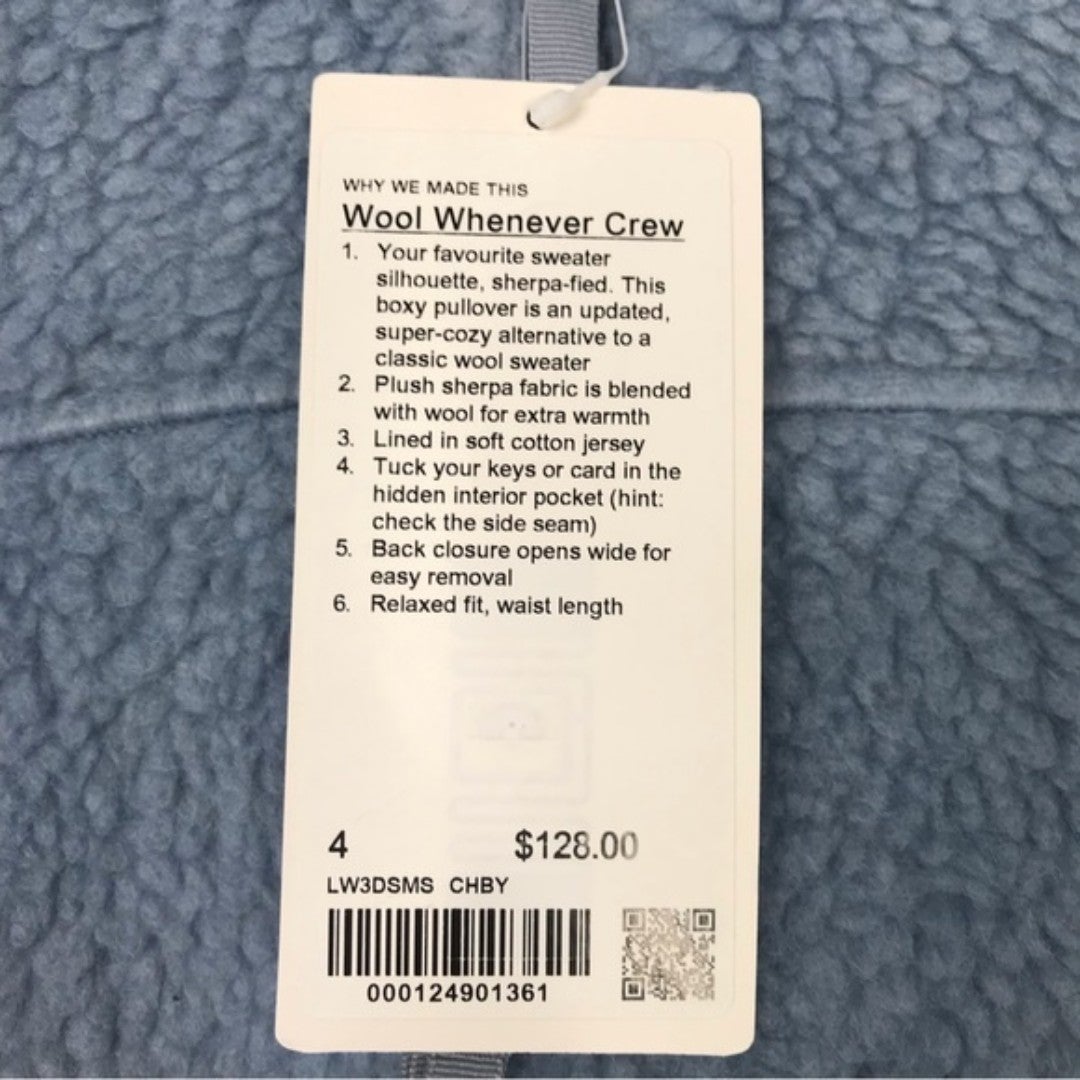 WHY WE MADE THIS
Wool Whenever Crew
1. Your favourite sweater
silhouette, sherpa-fied. This
boxy pullover is an updated,
super-cozy alternative to a
classic wool sweater
2. Plush sherpa fabric is blended
with wool for extra warmth
3. Lined in soft cotton jersey
4. Tuck your keys or card in the
hidden interior pocket (hint:
check the side seam)
5. Back closure opens wide for
easy removal
6. Relaxed fit, waist length
4 $128.00
LW3DSMS CHBY
000124901361